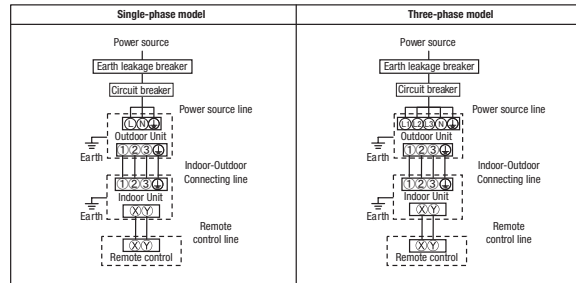 Single-phase model
Power source
Earth leakage breaker
Circuit breaker
Power source line
L N
Outdoor Unit
Earth
1 2 3
Indoor-Outdoor
Connecting line
1 2 3
Indoor Unit
Earth
X Y
Remote
control line
X Y
Remote control
Three-phase model
Power source
Earth leakage breaker
Circuit breaker
Power source line
L1 L2 L3 N
Outdoor Unit
Earth
1 2 3
Indoor-Outdoor
Connecting line
1 2 3
Indoor Unit
Earth
X Y
Remote
control line
X Y
Remote control